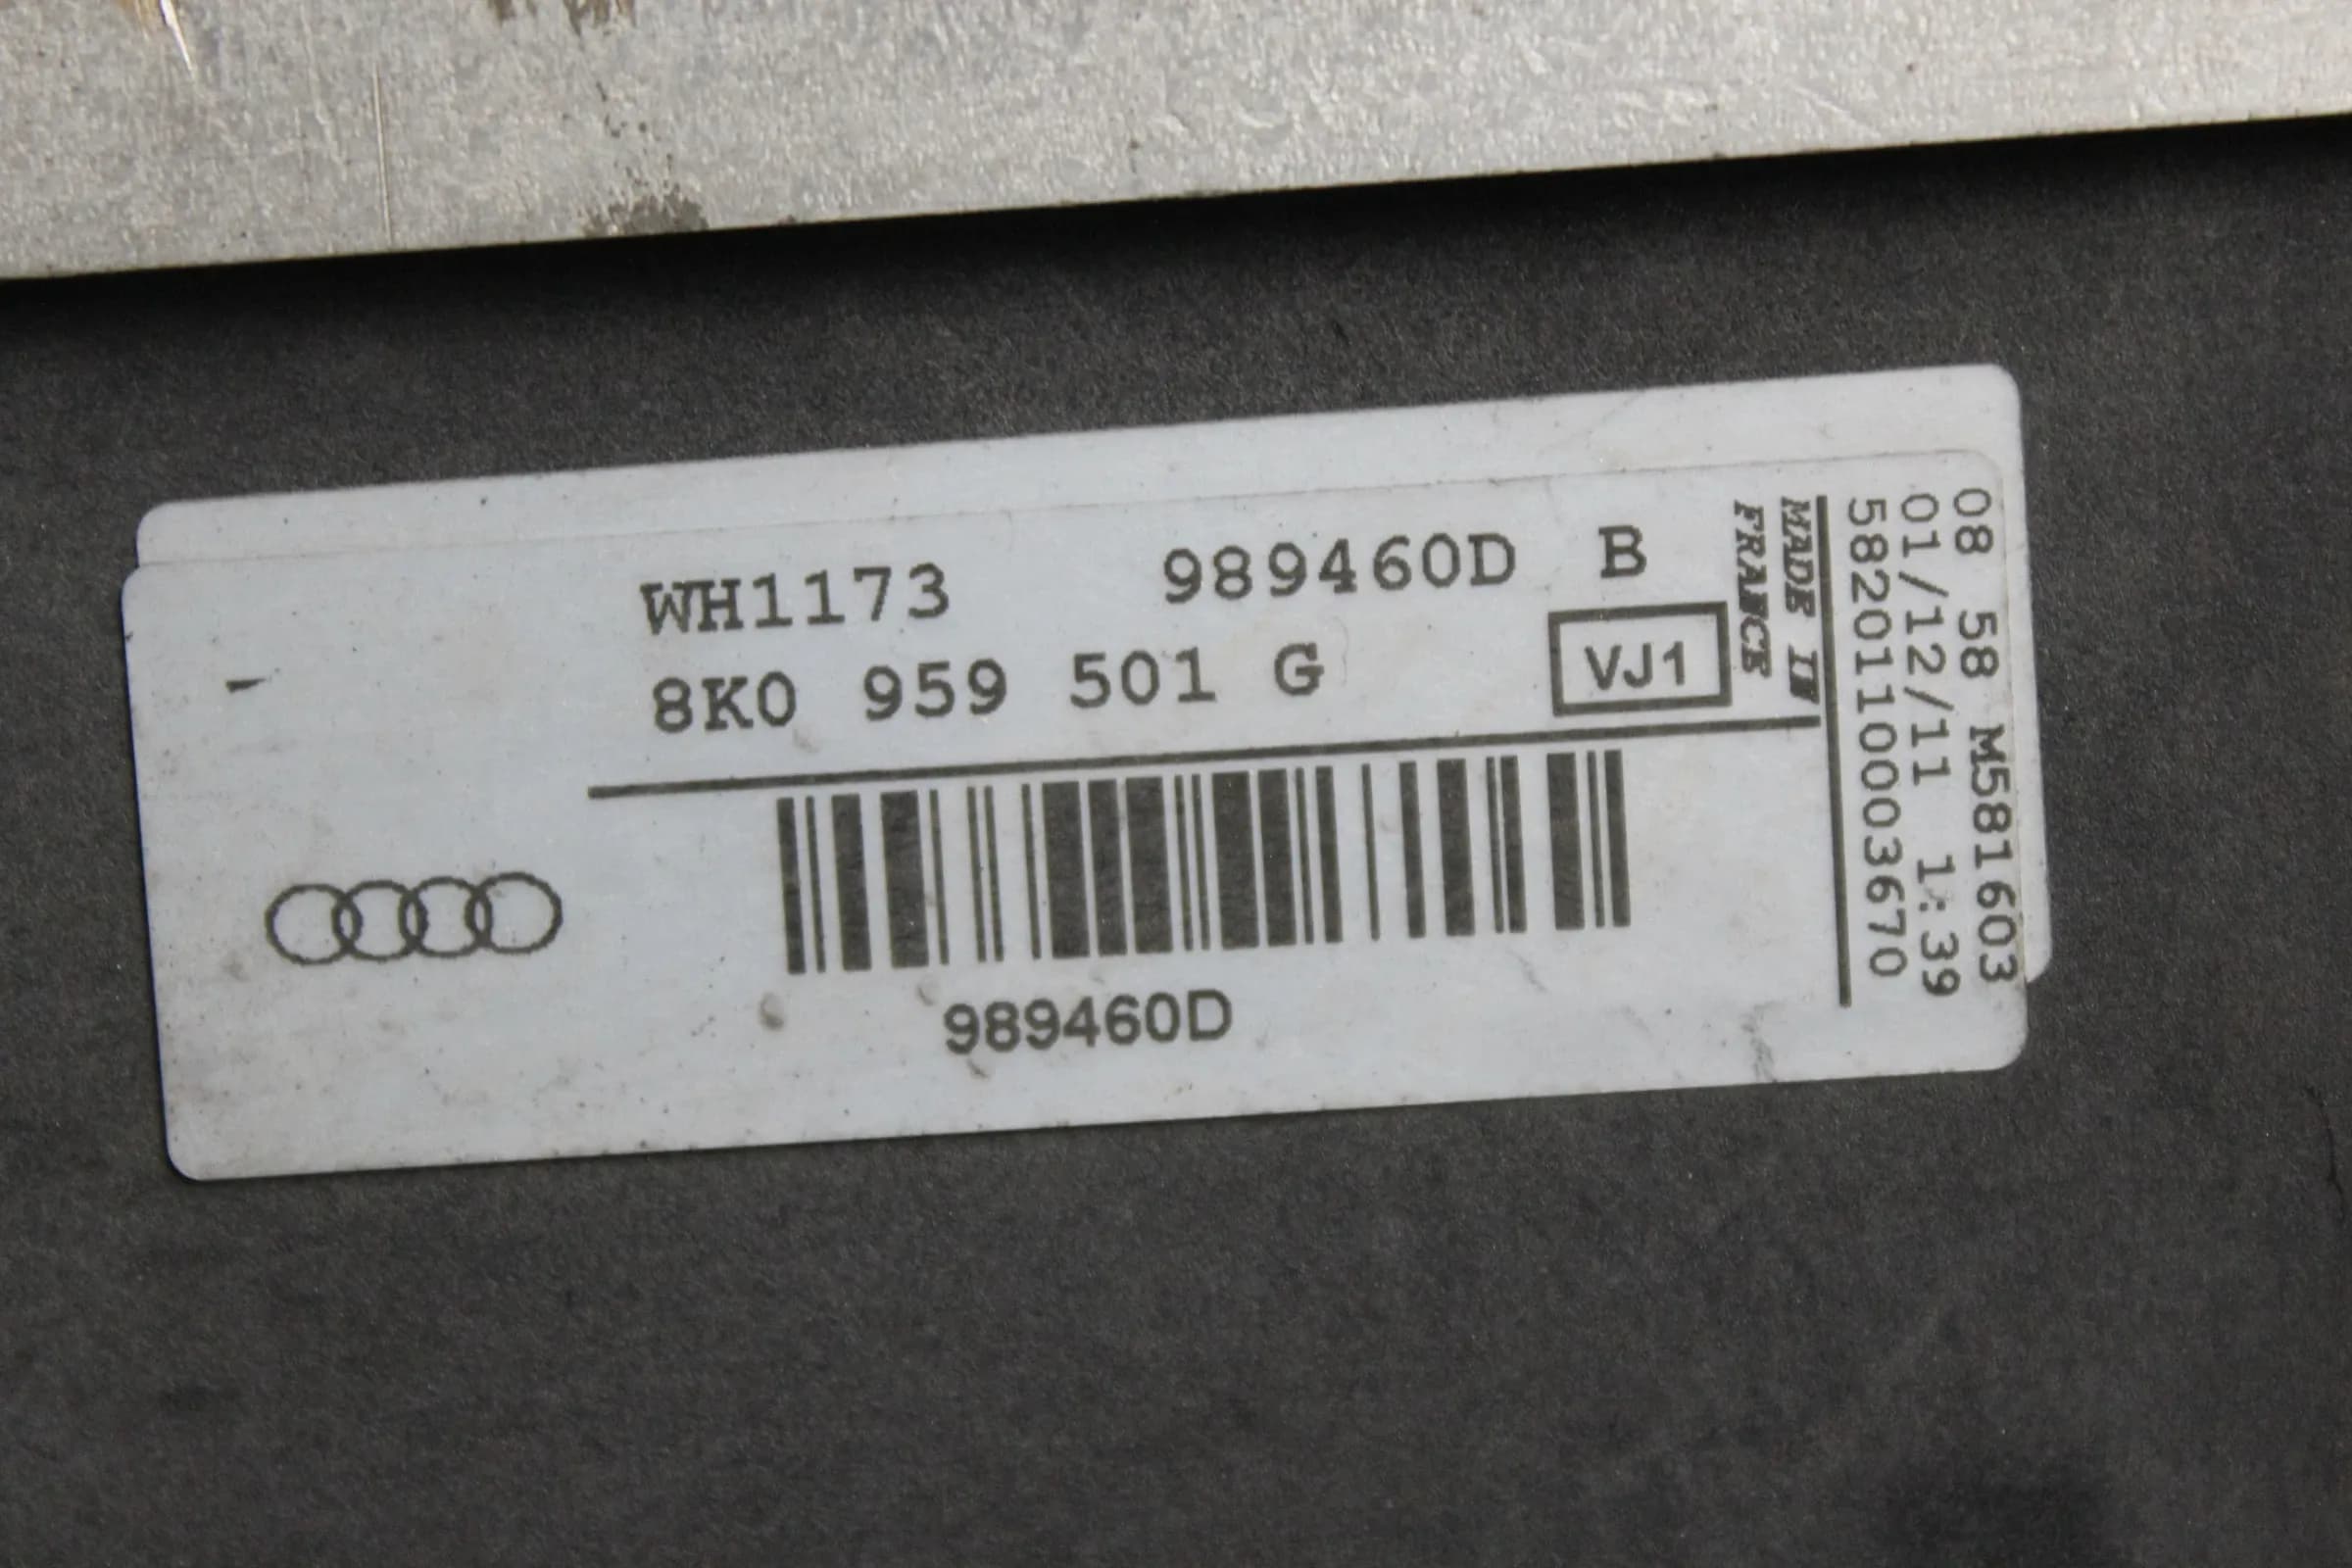 WH1173 989460D B
8K0 959 501 G
VJ1
MADE IN
FRANCE
989460D
08 58 M581603
01/12/11 1:39
58201100003670